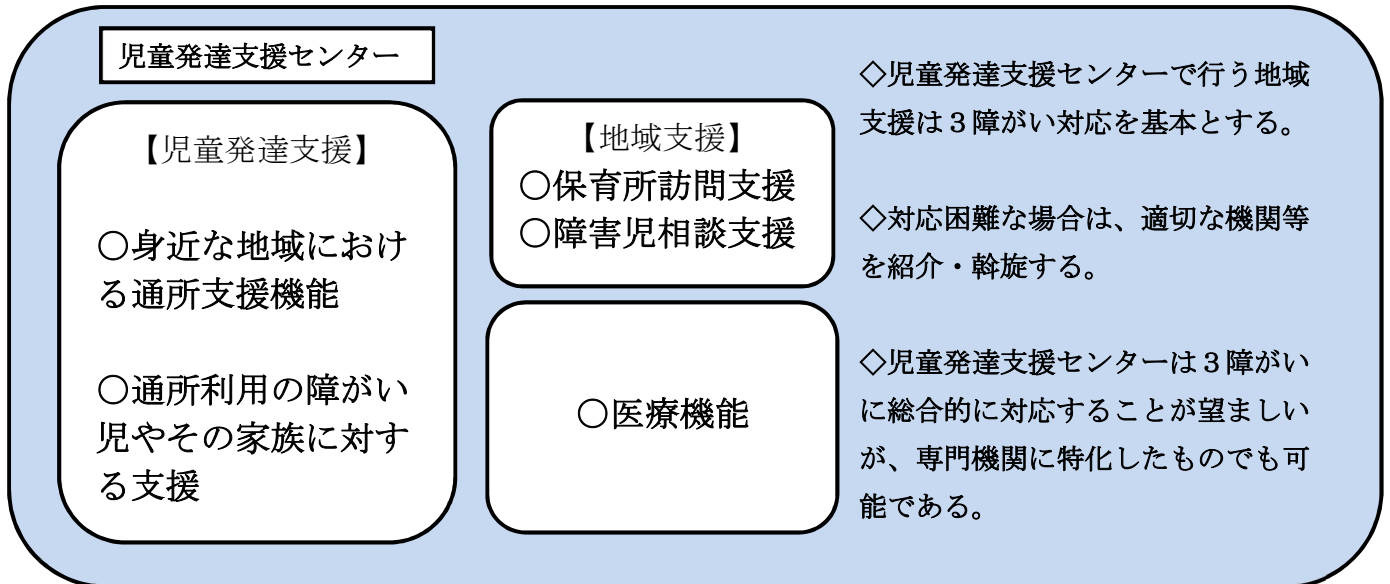 児童発達支援センター
【児童発達支援】
○身近な地域におけ
る通所支援機能
○通所利用の障がい
児やその家族に対す
る支援
【地域支援】
○保育所訪問支援
○障害児相談支援
○医療機能
◇児童発達支援センターで行う地域
支援は３障がい対応を基本とする。
◇対応困難な場合は、適切な機関等
を紹介・斡旋する。
◇児童発達支援センターは３障がい
に総合的に対応することが望ましい
が、専門機関に特化したものでも可
能である。